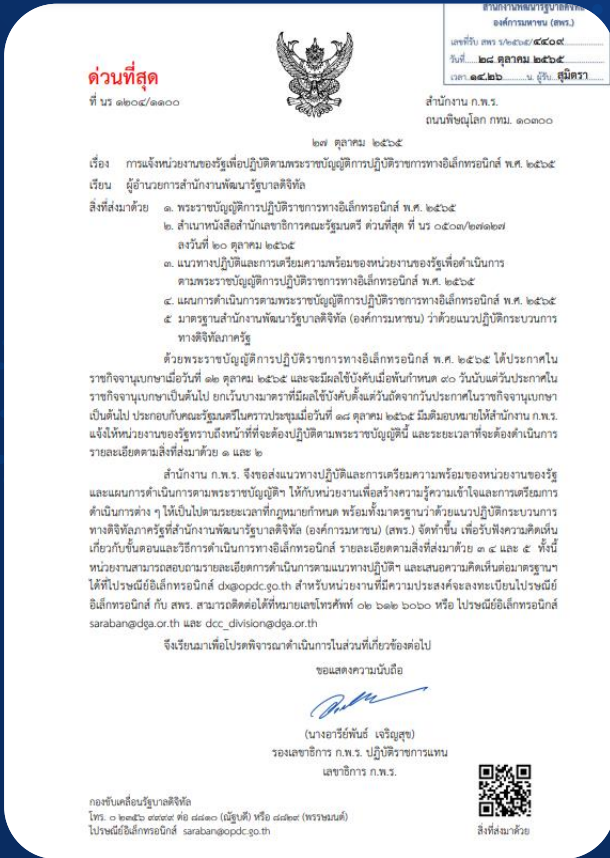 สำนักงานพัฒนารัฐบาลดิจิทัล
องค์การมหาชน (สพร.)
เลขที่รับ สพร ร/๒๕๖๕/๔๔๐๙
วันที่ ๒๘ ตุลาคม ๒๕๖๕
เวลา ๑๔.๒๖ น. ผู้รับ สุมิตรา
ด่วนที่สุด
ที่ นร ๑๒๐๔/๑๑๐๐
สำนักงาน ก.พ.ร.
ถนนพิษณุโลก กทม. ๑๐๓๐๐
๒๗ ตุลาคม ๒๕๖๕
เรื่อง การแจ้งหน่วยงานของรัฐเพื่อปฏิบัติตามพระราชบัญญัติการปฏิบัติราชการทางอิเล็กทรอนิกส์ พ.ศ. ๒๕๖๕
เรียน ผู้อำนวยการสำนักงานพัฒนารัฐบาลดิจิทัล
สิ่งที่ส่งมาด้วย ๑. พระราชบัญญัติการปฏิบัติราชการทางอิเล็กทรอนิกส์ พ.ศ. ๒๕๖๕
๒. สำเนาหนังสือสำนักเลขาธิการคณะรัฐมนตรี ด่วนที่สุด ที่ นร ๐๕๐๓/ว๗๑๒๗
ลงวันที่ ๒๐ ตุลาคม ๒๕๖๕
๓. แนวทางปฏิบัติและการเตรียมความพร้อมของหน่วยงานของรัฐเพื่อดำเนินการ
ตามพระราชบัญญัติการปฏิบัติราชการทางอิเล็กทรอนิกส์ พ.ศ. ๒๕๖๕
๔. แผนการดำเนินการตามพระราชบัญญัติการปฏิบัติราชการทางอิเล็กทรอนิกส์ พ.ศ. ๒๕๖๕
๕ มาตรฐานสำนักงานพัฒนารัฐบาลดิจิทัล (องค์การมหาชน) ว่าด้วยแนวปฏิบัติกระบวนการ
ทางดิจิทัลภาครัฐ
ด้วยพระราชบัญญัติการปฏิบัติราชการทางอิเล็กทรอนิกส์ พ.ศ. ๒๕๖๕ ได้ประกาศใน
ราชกิจจานุเบกษาเมื่อวันที่ ๑๒ ตุลาคม ๒๕๖๕ และจะมีผลใช้บังคับเมื่อพ้นกำหนด ๙๐ วันนับแต่วันประกาศใน
ราชกิจจานุเบกษาเป็นต้นไป ยกเว้นบางมาตราที่มีผลใช้บังคับตั้งแต่วันถัดจากวันประกาศในราชกิจจานุเบกษา
เป็นต้นไป ประกอบกับคณะรัฐมนตรีในคราวประชุมเมื่อวันที่ ๑๘ ตุลาคม ๒๕๖๕ มีมติมอบหมายให้สำนักงาน ก.พ.ร.
แจ้งให้หน่วยงานของรัฐทราบถึงหน้าที่ที่จะต้องปฏิบัติตามพระราชบัญญัตินี้ และระยะเวลาที่จะต้องดำเนินการ
รายละเอียดตามสิ่งที่ส่งมาด้วย ๑ และ ๒
สำนักงาน ก.พ.ร. จึงขอส่งแนวทางปฏิบัติและการเตรียมความพร้อมของหน่วยงานของรัฐ
และแผนการดำเนินการตามพระราชบัญญัติฯ ให้กับหน่วยงานเพื่อสร้างความรู้ความเข้าใจและการเตรียมการ
ดำเนินการต่าง ๆ ให้เป็นไปตามระยะเวลาที่กฎหมายกำหนด พร้อมทั้งมาตรฐานว่าด้วยแนวปฏิบัติกระบวนการ
ทางดิจิทัลภาครัฐที่สำนักงานพัฒนารัฐบาลดิจิทัล (องค์การมหาชน) (สพร.) จัดทำขึ้น เพื่อรับฟังความคิดเห็น
เกี่ยวกับขั้นตอนและวิธีการดำเนินการทางอิเล็กทรอนิกส์ รายละเอียดตามสิ่งที่ส่งมาด้วย ๓ ๔ และ ๕ ทั้งนี้
หน่วยงานสามารถสอบถามรายละเอียดการดำเนินการตามแนวทางปฏิบัติฯ และเสนอความคิดเห็นต่อมาตรฐานฯ
ได้ที่ไปรษณีย์อิเล็กทรอนิกส์ dx@opdc.go.th สำหรับหน่วยงานที่มีความประสงค์จะลงทะเบียนไปรษณีย์
อิเล็กทรอนิกส์ กับ สพร. สามารถติดต่อได้ที่หมายเลขโทรศัพท์ ๐๒ ๖๑๒ ๖๐๖๐ หรือ ไปรษณีย์อิเล็กทรอนิกส์
saraban@dga.or.th และ dcc_division@dga.or.th
จึงเรียนมาเพื่อโปรดพิจารณาดำเนินการในส่วนที่เกี่ยวข้องต่อไป
ขอแสดงความนับถือ
(นางอารีย์พันธ์ เจริญสุข)
รองเลขาธิการ ก.พ.ร. ปฏิบัติราชการแทน
เลขาธิการ ก.พ.ร.
กองขับเคลื่อนรัฐบาลดิจิทัล
โทร. ๐ ๒๓๕๖ ๙๙๙๙ ต่อ (ณัฐบดี) หรือ (พรรษมนต์)
ไปรษณีย์อิเล็กทรอนิกส์ saraban@opdc.go.th
สิ่งที่ส่งมาด้วย